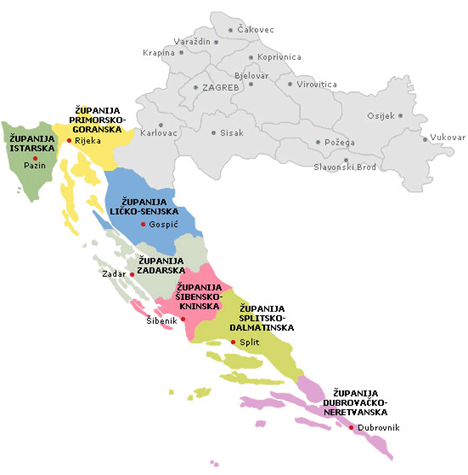 Čakovec
Varaždin
Krapina
Koprivnica
Bjelovar
ZAGREB
Virovitica
Osijek
Vukovar
Karlovac
Sisak
Požega
Slavonski Brod
ŽUPANIJA
PRIMORSKO-
GORANSKA
Rijeka
ŽUPANIJA
ISTARSKA
Pazin
ŽUPANIJA
LIČKO-SENJSKA
Gospić
ŽUPANIJA
ZADARSKA
Zadar
ŽUPANIJA
ŠIBENSKO-
KNINSKA
Šibenik
ŽUPANIJA
SPLITSKO-
DALMATINSKA
Split
ŽUPANIJA
DUBROVAČKO-
NERETVANSKA
Dubrovnik